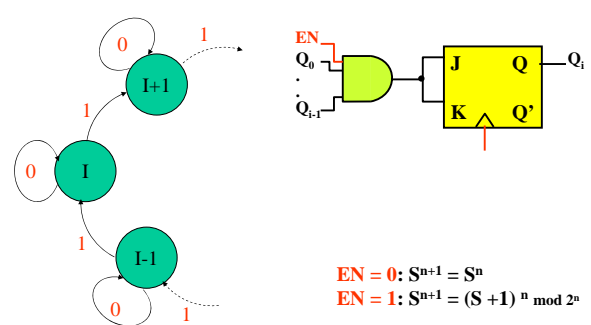 0
1
I+1
1
0
I
1
I-1
0
1
EN
Q0
.
.
Qi-1
J Q
K Q’
Qi
EN = 0: Sn+1 = Sn
EN = 1: Sn+1 = (S +1) n mod 2n